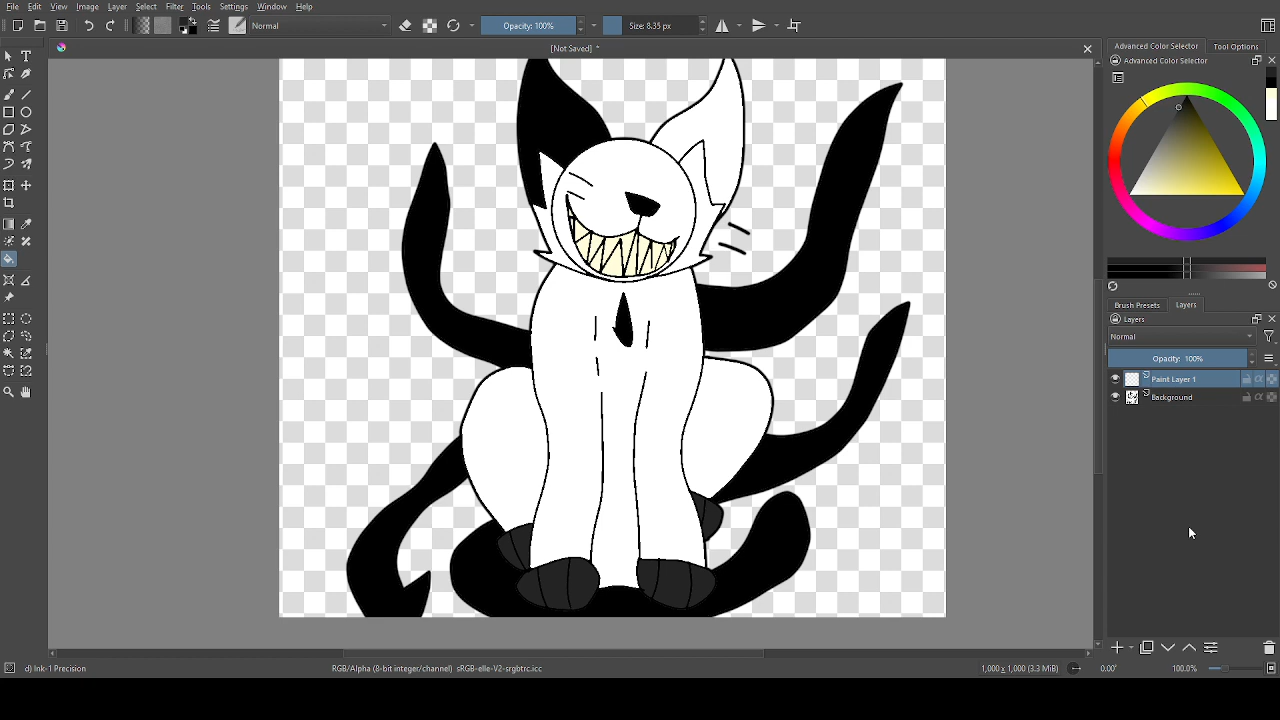 File Edit View Image Layer Select Filter Tools Settings Window Help
Normal
Opacity: 100%
Size: 8.35 px
[Not Saved] *
Advanced Color Selector
Tool Options
Advanced Color Selector
Brush Presets
Layers
Layers
Normal
Opacity: 100%
Paint Layer 1
Background
d) Ink-1 Precision
RGB/Alpha (8-bit integer/channel) sRGB-elle-V2-srgbtrc.icc
1,000 x 1,000 (3.3 MiB)
0.00°
100.0%